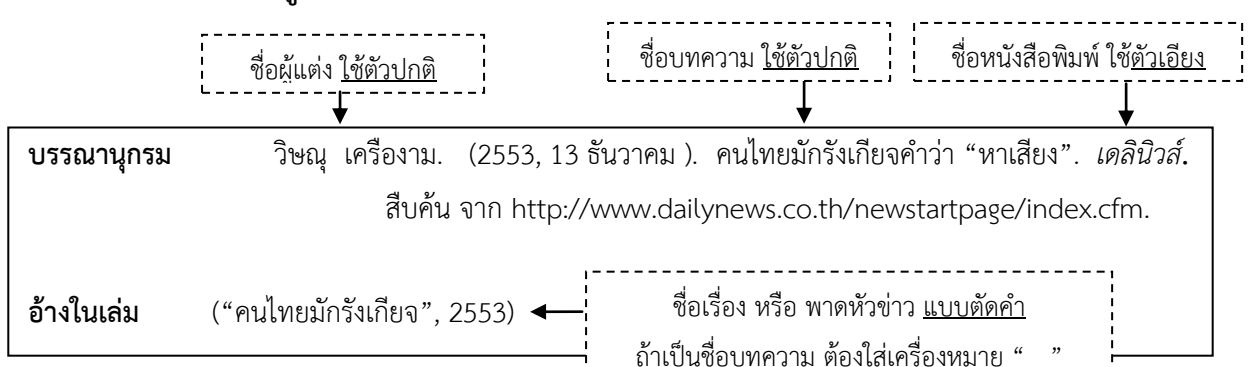 ชื่อผู้แต่ง ใช้ตัวปกติ
ชื่อบทความ ใช้ตัวปกติ
ชื่อหนังสือพิมพ์ ใช้ตัวเอียง
บรรณานุกรม วิษณุ เครืองาม. (2553, 13 ธันวาคม ). คนไทยมักรังเกียจคำว่า “หาเสียง”. เดลินิวส์.
สืบค้น จาก http://www.dailynews.co.th/newstartpage/index.cfm.
อ้างในเล่ม (“คนไทยมักรังเกียจ”, 2553)
ชื่อเรื่อง หรือ พาดหัวข่าว แบบตัดคำ
ถ้าเป็นชื่อบทความ ต้องใส่เครื่องหมาย “ ”